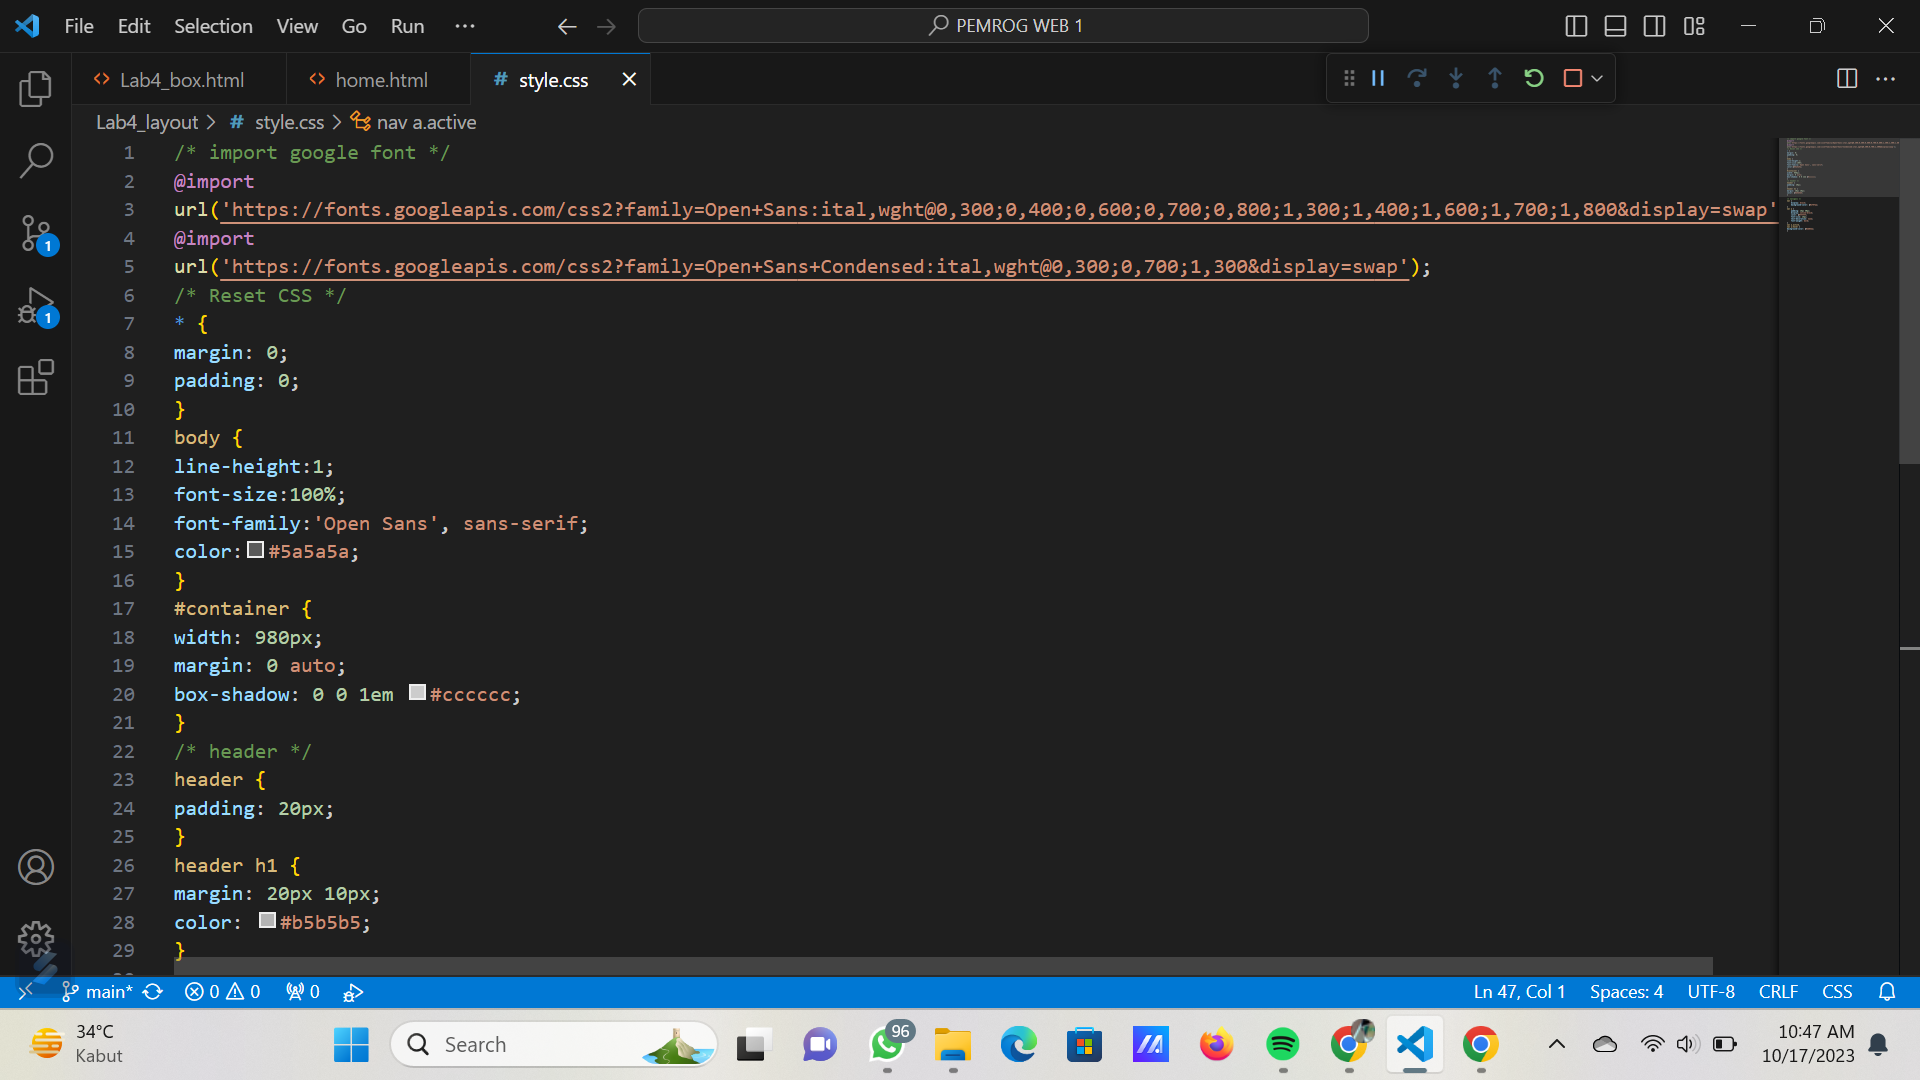 File Edit Selection View Go Run ···
PEMROG WEB 1
Lab4_box.html
home.html
# style.css
Lab4_layout > # style.css > nav a.active
1 /* import google font */
2 @import
3 url('https://fonts.googleapis.com/css2?family=Open+Sans:ital,wght@0,300;0,400;0,600;0,700;0,800;1,300;1,400;1,600;1,700;1,800&display=swap'
4 @import
5 url('https://fonts.googleapis.com/css2?family=Open+Sans+Condensed:ital,wght@0,300;0,700;1,300&display=swap');
6 /* Reset CSS */
7 * {
8 margin: 0;
9 padding: 0;
10 }
11 body {
12 line-height:1;
13 font-size:100%;
14 font-family:'Open Sans', sans-serif;
15 color:#5a5a5a;
16 }
17 #container {
18 width: 980px;
19 margin: 0 auto;
20 box-shadow: 0 0 1em #cccccc;
21 }
22 /* header */
23 header {
24 padding: 20px;
25 }
26 header h1 {
27 margin: 20px 10px;
28 color: #b5b5b5;
29 }
1
1
main* 0 0 0
Ln 47, Col 1 Spaces: 4 UTF-8 CRLF CSS
34°C
Kabut
Search
96
10:47 AM
10/17/2023